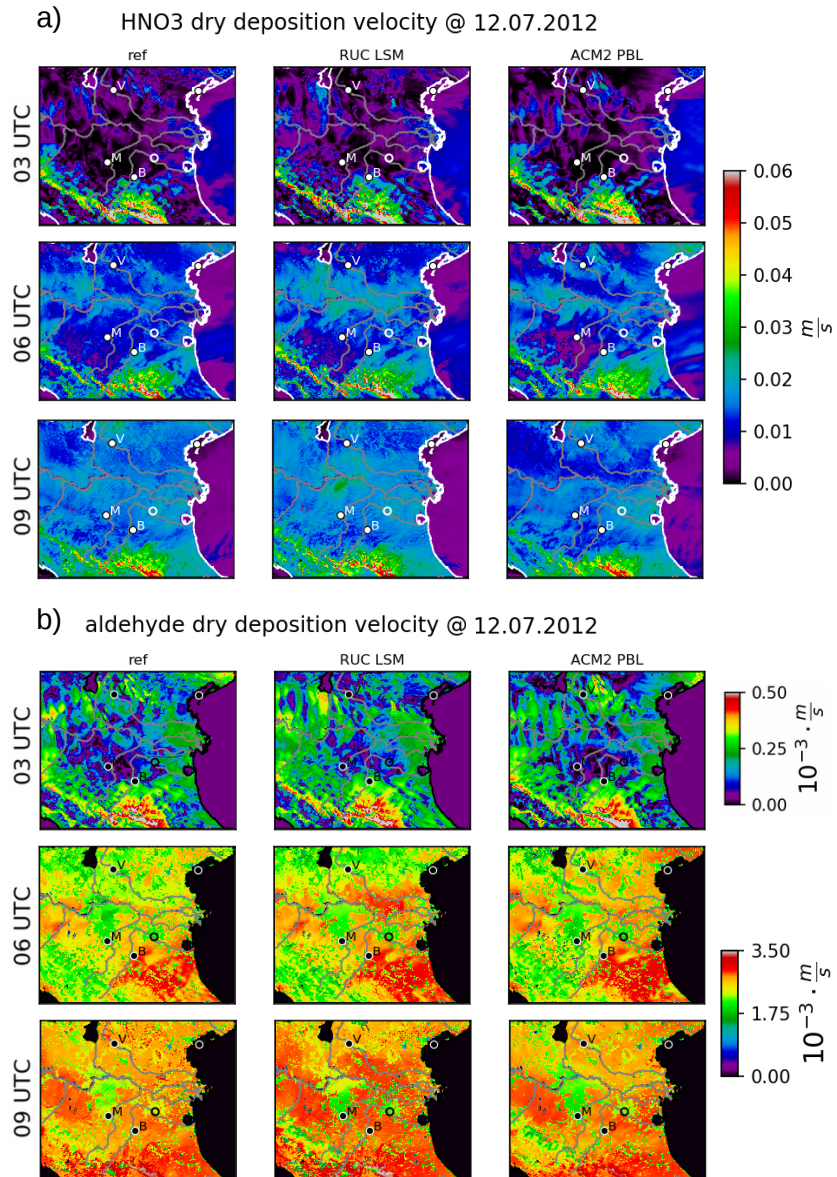 a) HNO3 dry deposition velocity @ 12.07.2012
ref RUC LSM ACM2 PBL
03 UTC
V V V
M M M
B B B
06 UTC
V V V
M M M
B B B
09 UTC
V V V
M M M
B B B
0.06
0.05
0.04
0.03
0.02
0.01
0.00
m/s
b) aldehyde dry deposition velocity @ 12.07.2012
ref RUC LSM ACM2 PBL
03 UTC
V V V
M M M
B B B
0.50
0.25
0.00
10⁻³ · m/s
06 UTC
V V V
M M M
B B B
09 UTC
V V V
M M M
B B B
3.50
1.75
0.00
10⁻³ · m/s